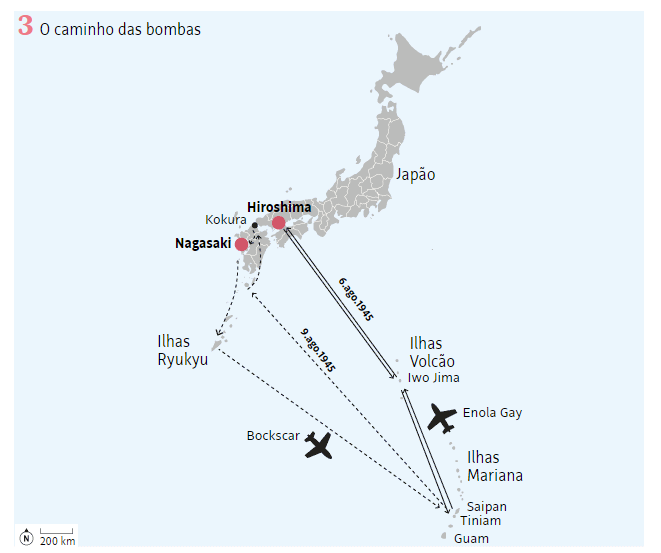 3 O caminho das bombas
Japão
Hiroshima
Kokura
Nagasaki
6.ago.1945
9.ago.1945
Ilhas
Ryukyu
Ilhas
Volcão
Iwo Jima
Enola Gay
Bockscar
Ilhas
Mariana
Saipan
Tiniam
Guam
N
200 km